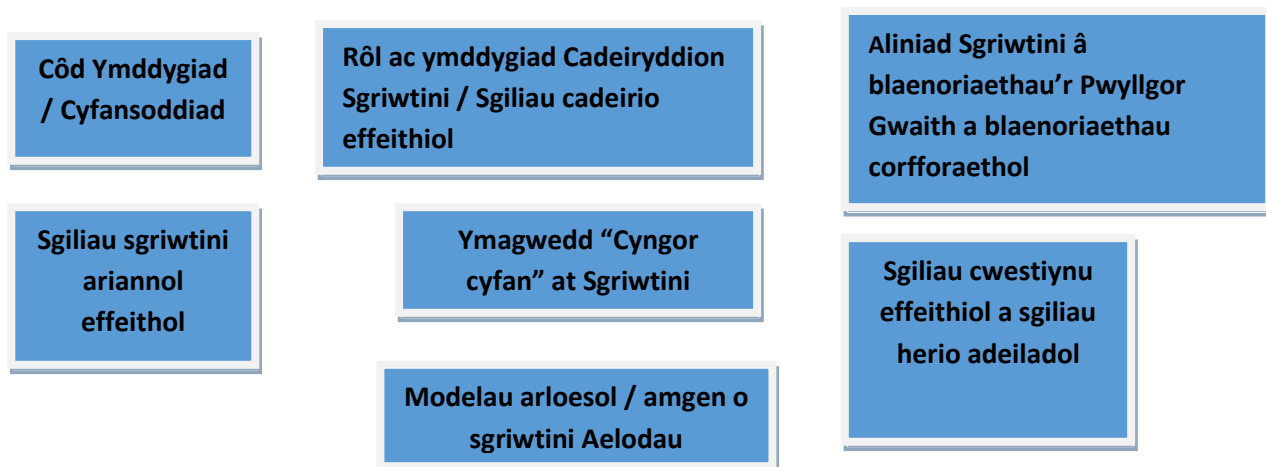 Côd Ymddygiad
/ Cyfansoddiad
Rôl ac ymddygiad Cadeiryddion
Sgriwtini / Sgiliau cadeirio
effeithiol
Aliniad Sgriwtini â
blaenoriaethau’r Pwyllgor
Gwaith a blaenoriaethau
corfforaethol
Sgiliau sgriwtini
ariannol
effeithol
Ymagwedd “Cyngor
cyfan” at Sgriwtini
Sgiliau cwestiynu
effeithiol a sgiliau
herio adeiladol
Modelau arloesol / amgen o
sgriwtini Aelodau